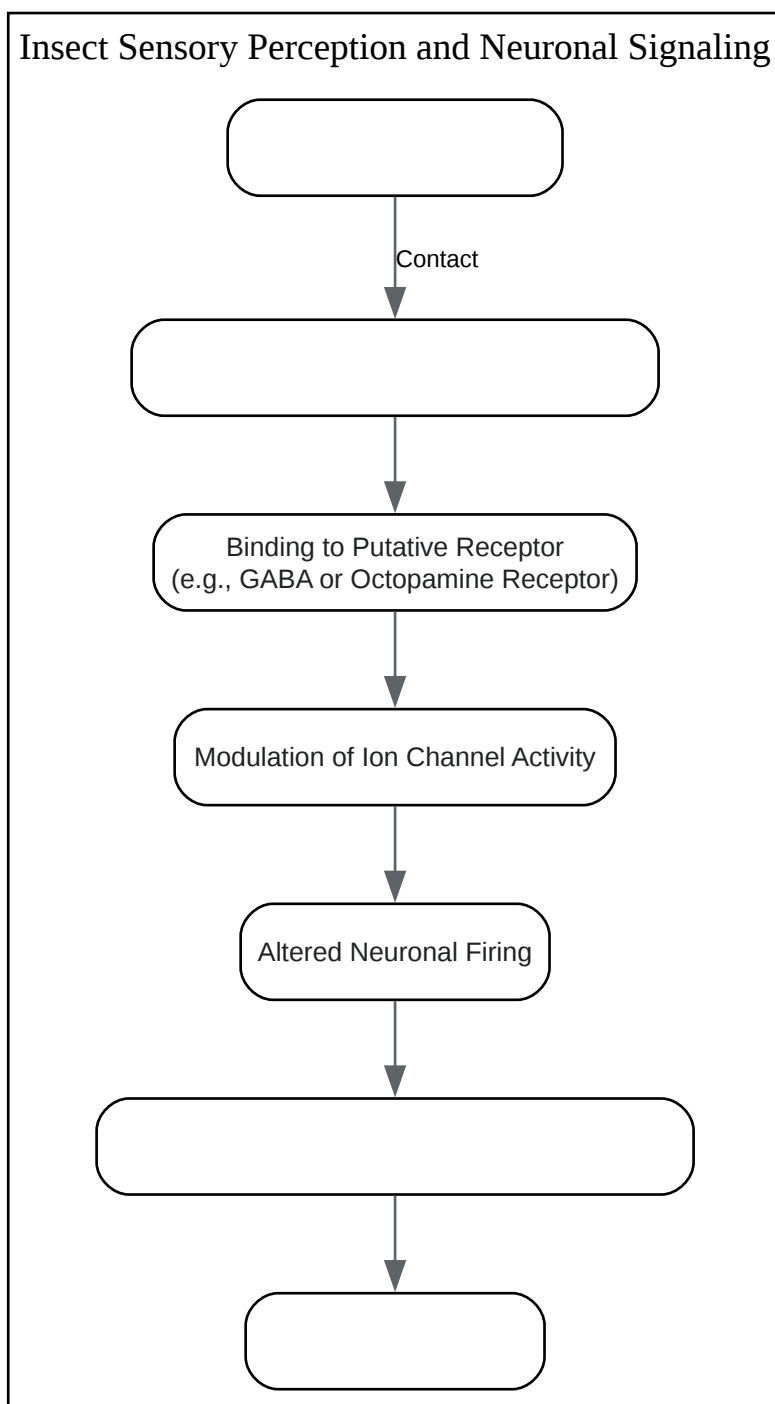 Insect Sensory Perception and Neuronal Signaling
Contact
Binding to Putative Receptor
(e.g., GABA or Octopamine Receptor)
Modulation of Ion Channel Activity
Altered Neuronal Firing